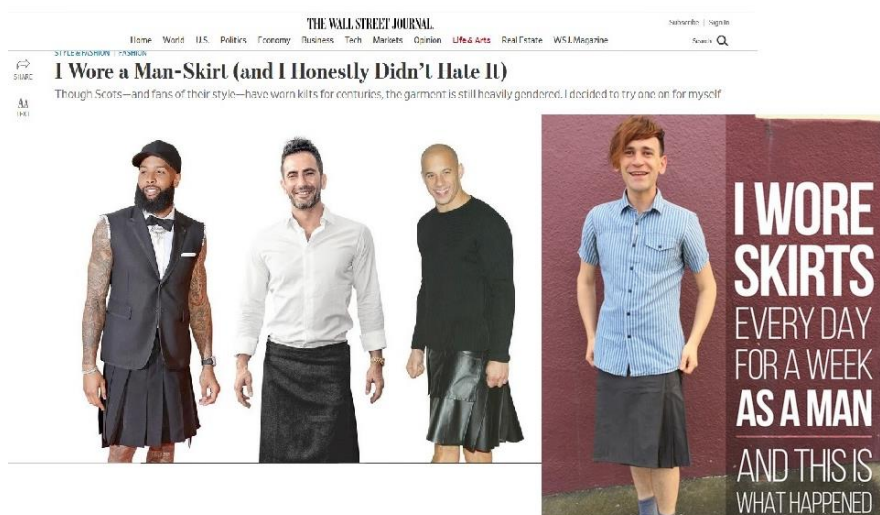 THE WALL STREET JOURNAL.
Subscribe | Sign In
Home World U.S. Politics Economy Business Tech Markets Opinion Life & Arts Real Estate WSJ. Magazine
Search
STYLE & FASHION | FASHION
SHARE
I Wore a Man-Skirt (and I Honestly Didn't Hate It)
AA
TEXT
Though Scots—and fans of their style—have worn kilts for centuries, the garment is still heavily gendered. I decided to try one on for myself
I WORE
SKIRTS
EVERY DAY
FOR A WEEK
AS A MAN
AND THIS IS
WHAT HAPPENED